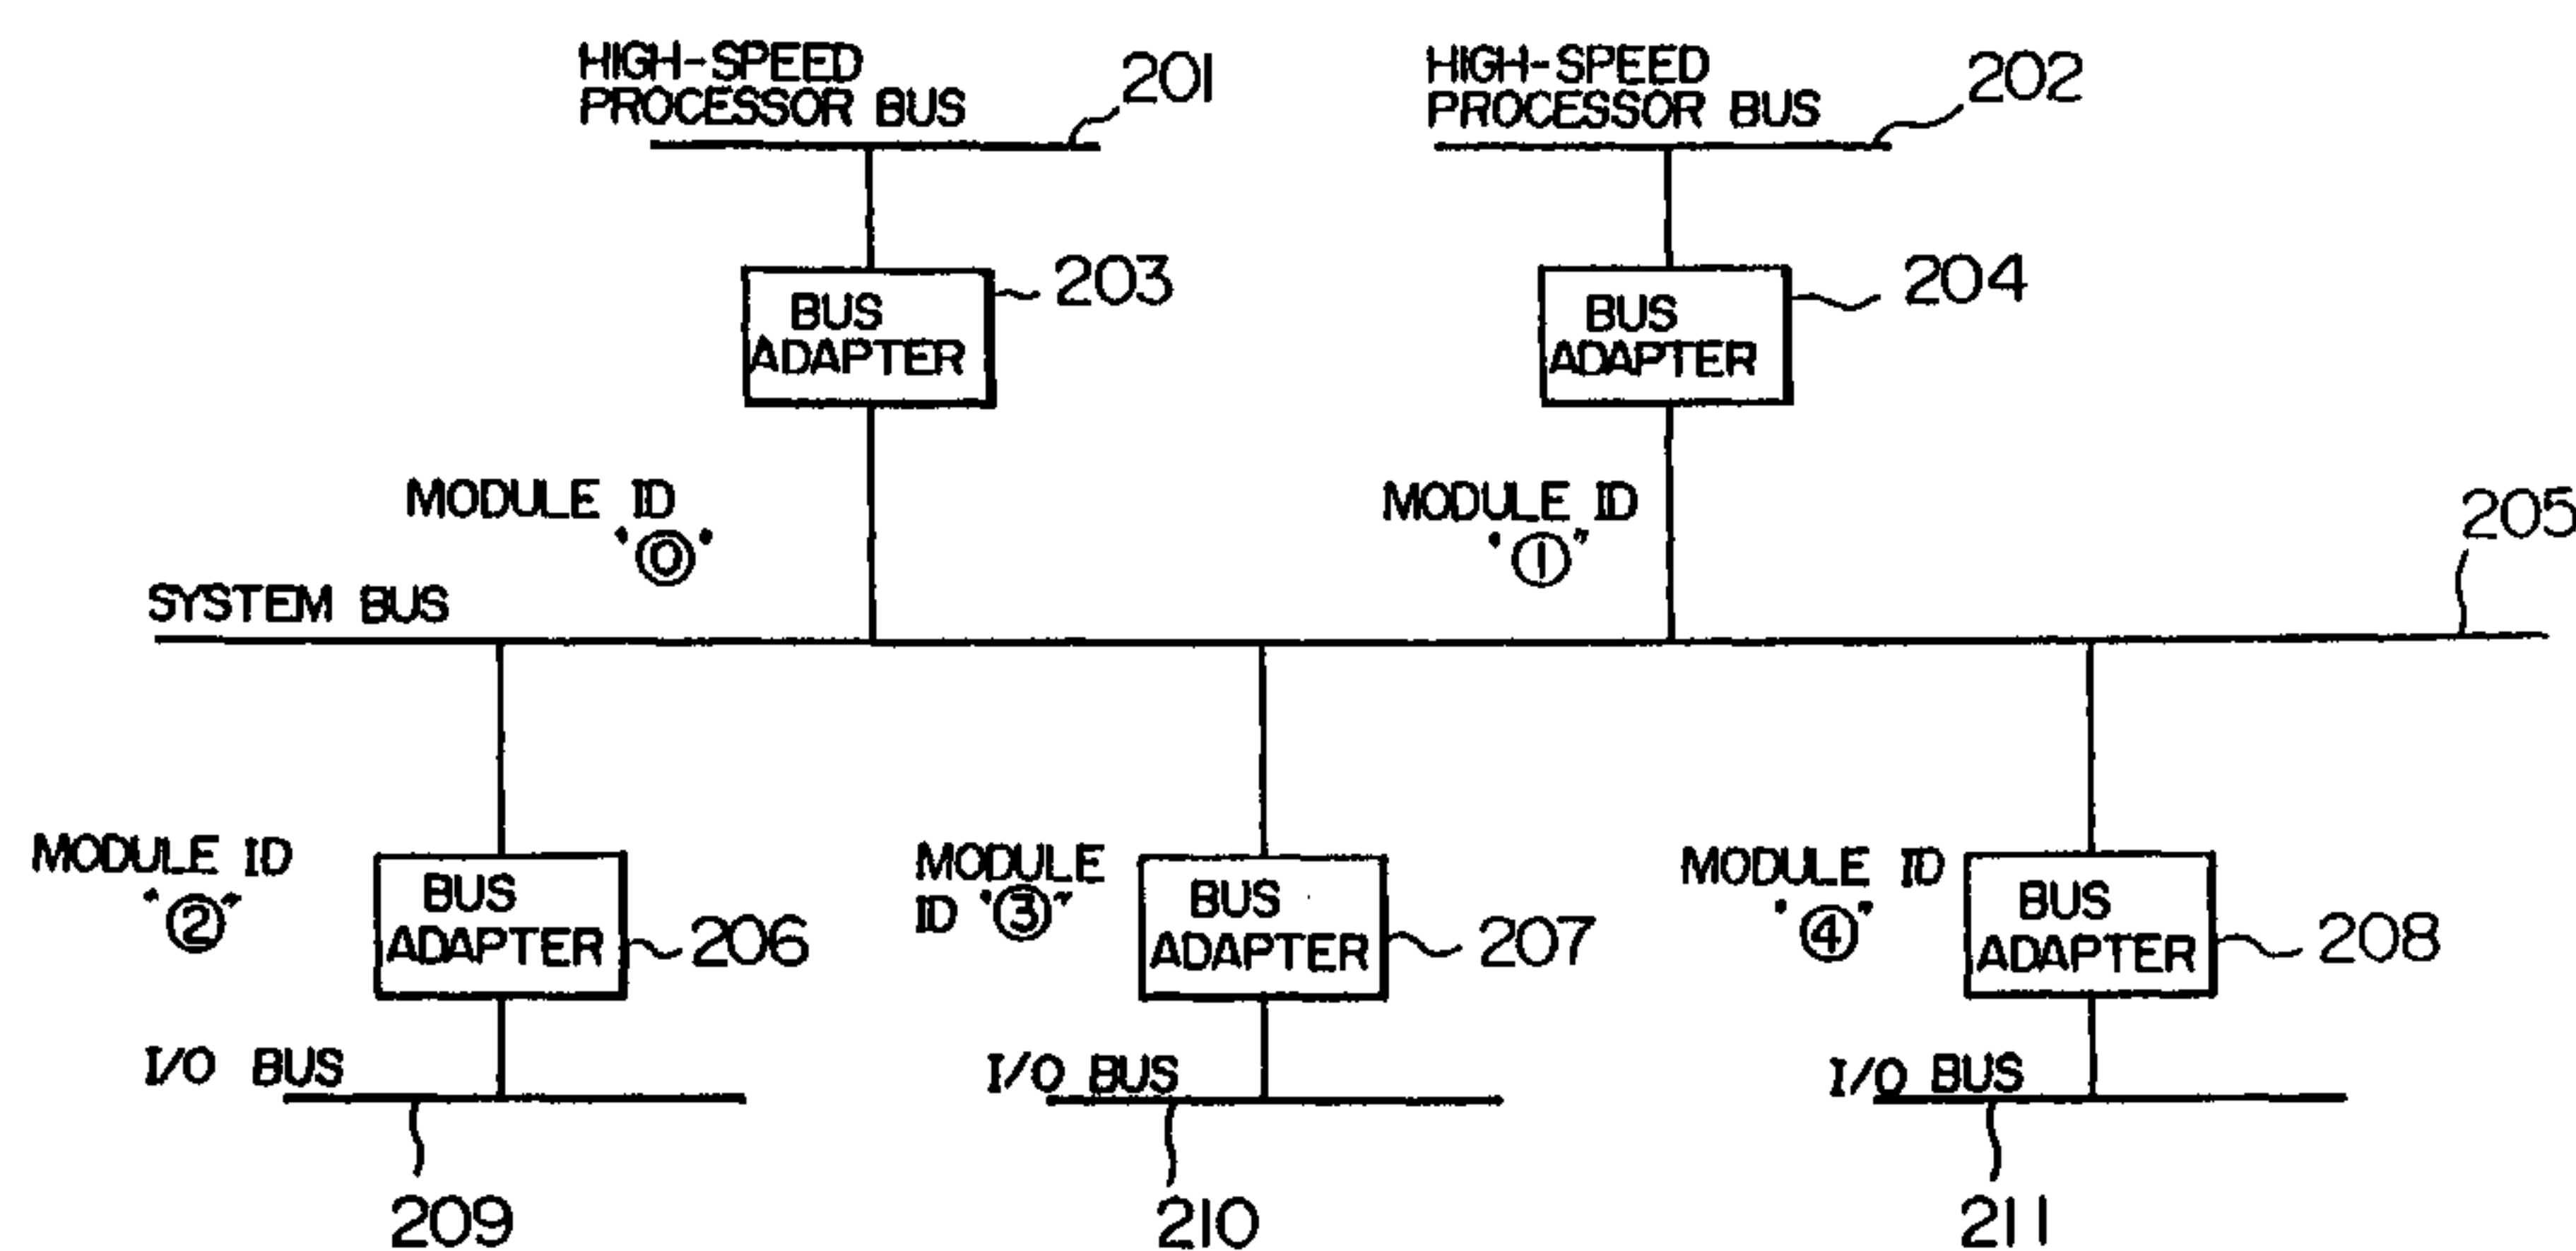 HIGH-SPEED
PROCESSOR BUS
201
HIGH-SPEED
PROCESSOR BUS
202
BUS
ADAPTER
203
BUS
ADAPTER
204
MODULE ID
"⓪"
MODULE ID
"①"
205
SYSTEM BUS
MODULE ID
"②"
BUS
ADAPTER
206
MODULE
ID "③"
BUS
ADAPTER
207
MODULE ID
"④"
BUS
ADAPTER
208
I/O BUS
I/O BUS
I/O BUS
209
210
211